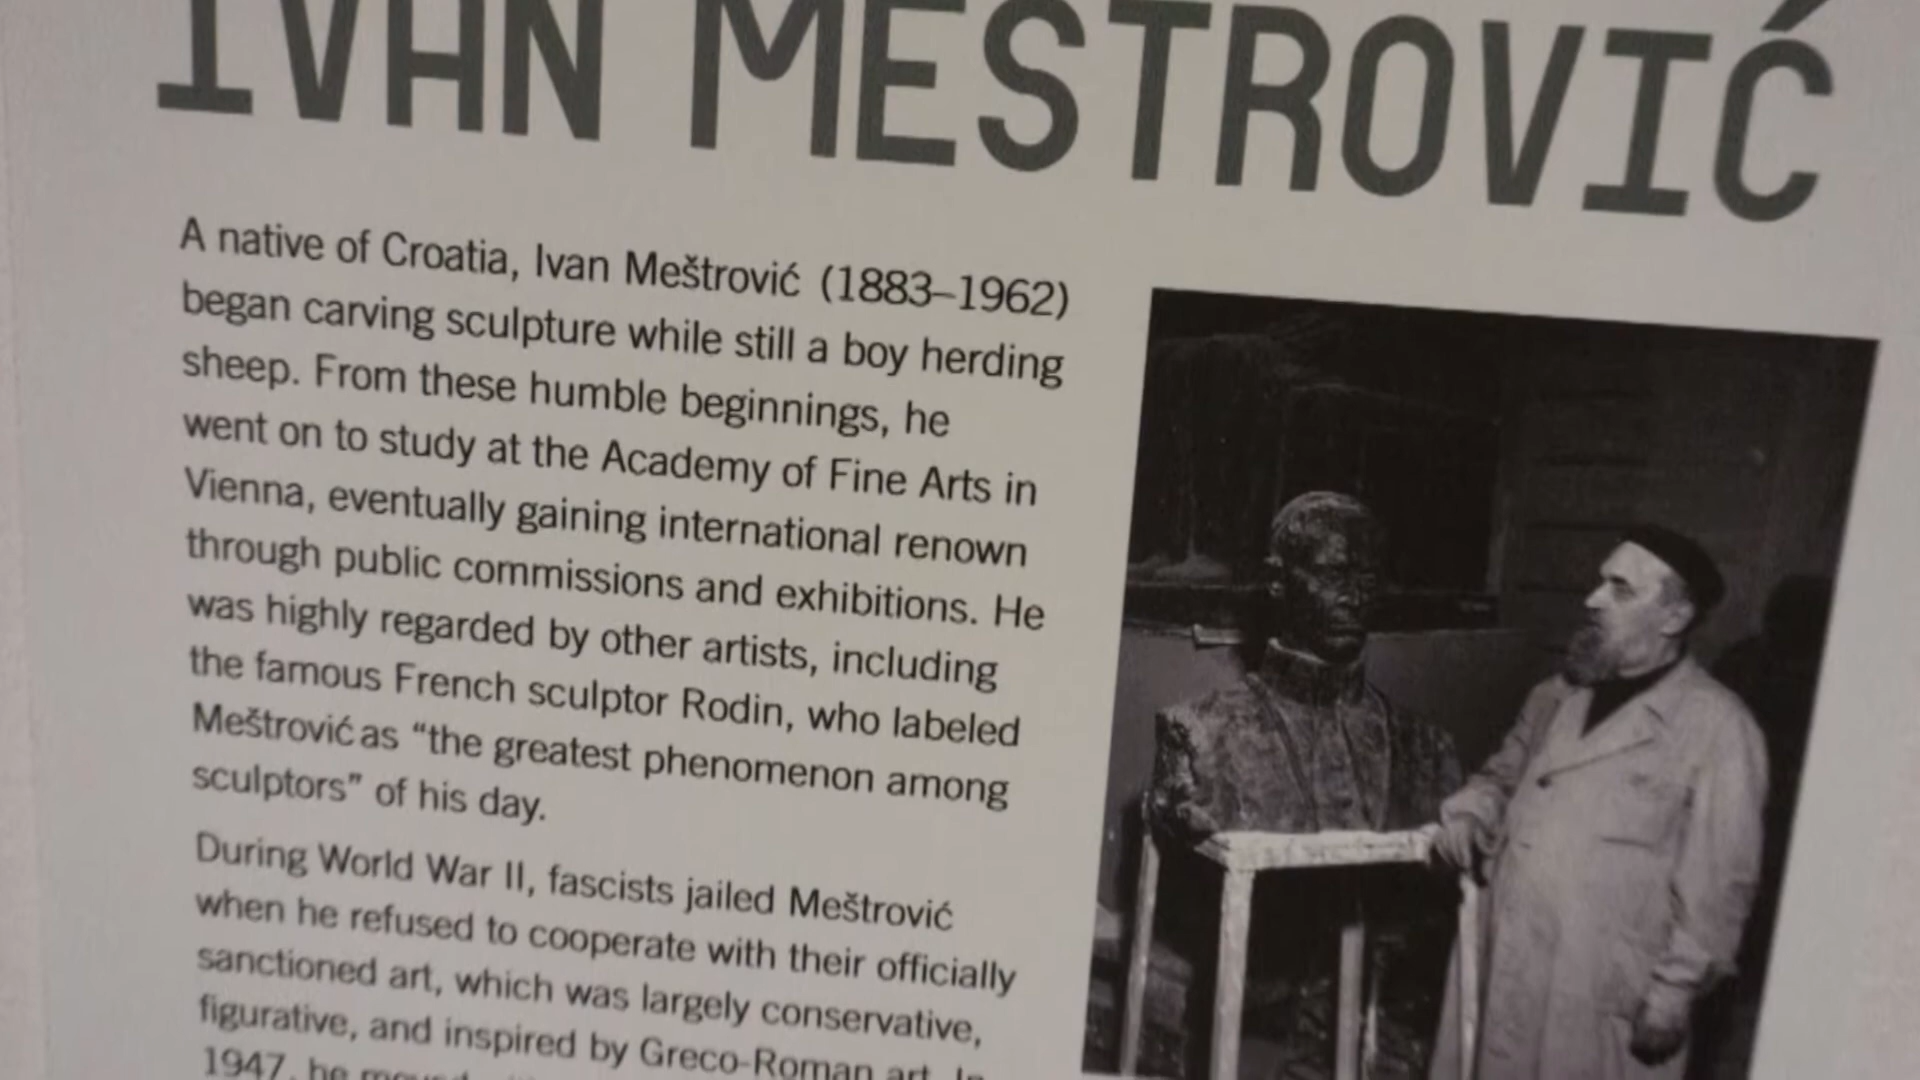 IVAN MEŠTROVIĆ
A native of Croatia, Ivan Meštrović (1883–1962)
began carving sculpture while still a boy herding
sheep. From these humble beginnings, he
went on to study at the Academy of Fine Arts in
Vienna, eventually gaining international renown
through public commissions and exhibitions. He
was highly regarded by other artists, including
the famous French sculptor Rodin, who labeled
Meštrović as “the greatest phenomenon among
sculptors” of his day.
During World War II, fascists jailed Meštrović
when he refused to cooperate with their officially
sanctioned art, which was largely conservative,
figurative, and inspired by Greco-Roman art. In
1947, he moved